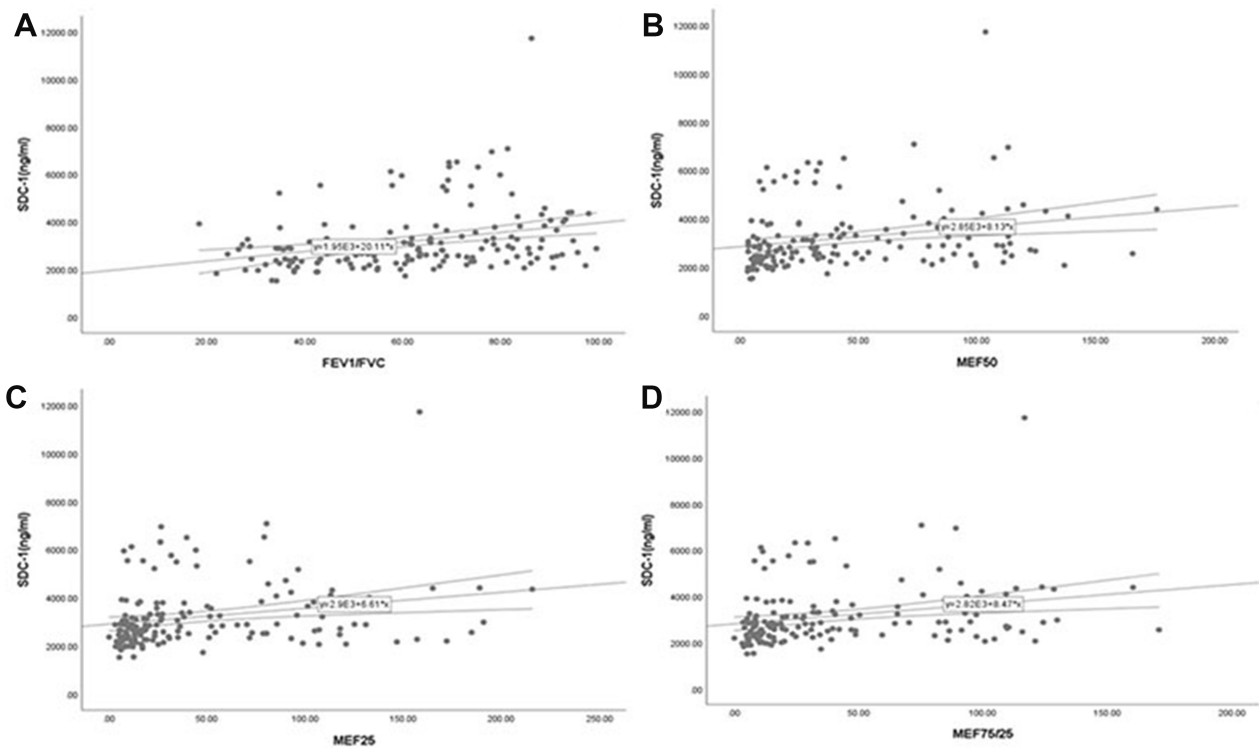 A
SDC-1(ng/ml)
12000.00
10000.00
8000.00
6000.00
4000.00
2000.00
.00
y=1.95E3+20.11*x
.00 20.00 40.00 60.00 80.00 100.00
FEV1/FVC
B
SDC-1(ng/ml)
12000.00
10000.00
8000.00
6000.00
4000.00
2000.00
.00
y=2.85E3+9.13*x
.00 50.00 100.00 150.00 200.00
MEF50
C
SDC-1(ng/ml)
12000.00
10000.00
8000.00
6000.00
4000.00
2000.00
.00
y=2.9E3+6.61*x
.00 50.00 100.00 150.00 200.00 250.00
MEF25
D
SDC-1(ng/ml)
12000.00
10000.00
8000.00
6000.00
4000.00
2000.00
.00
y=2.82E3+8.47*x
.00 50.00 100.00 150.00 200.00
MEF75/25